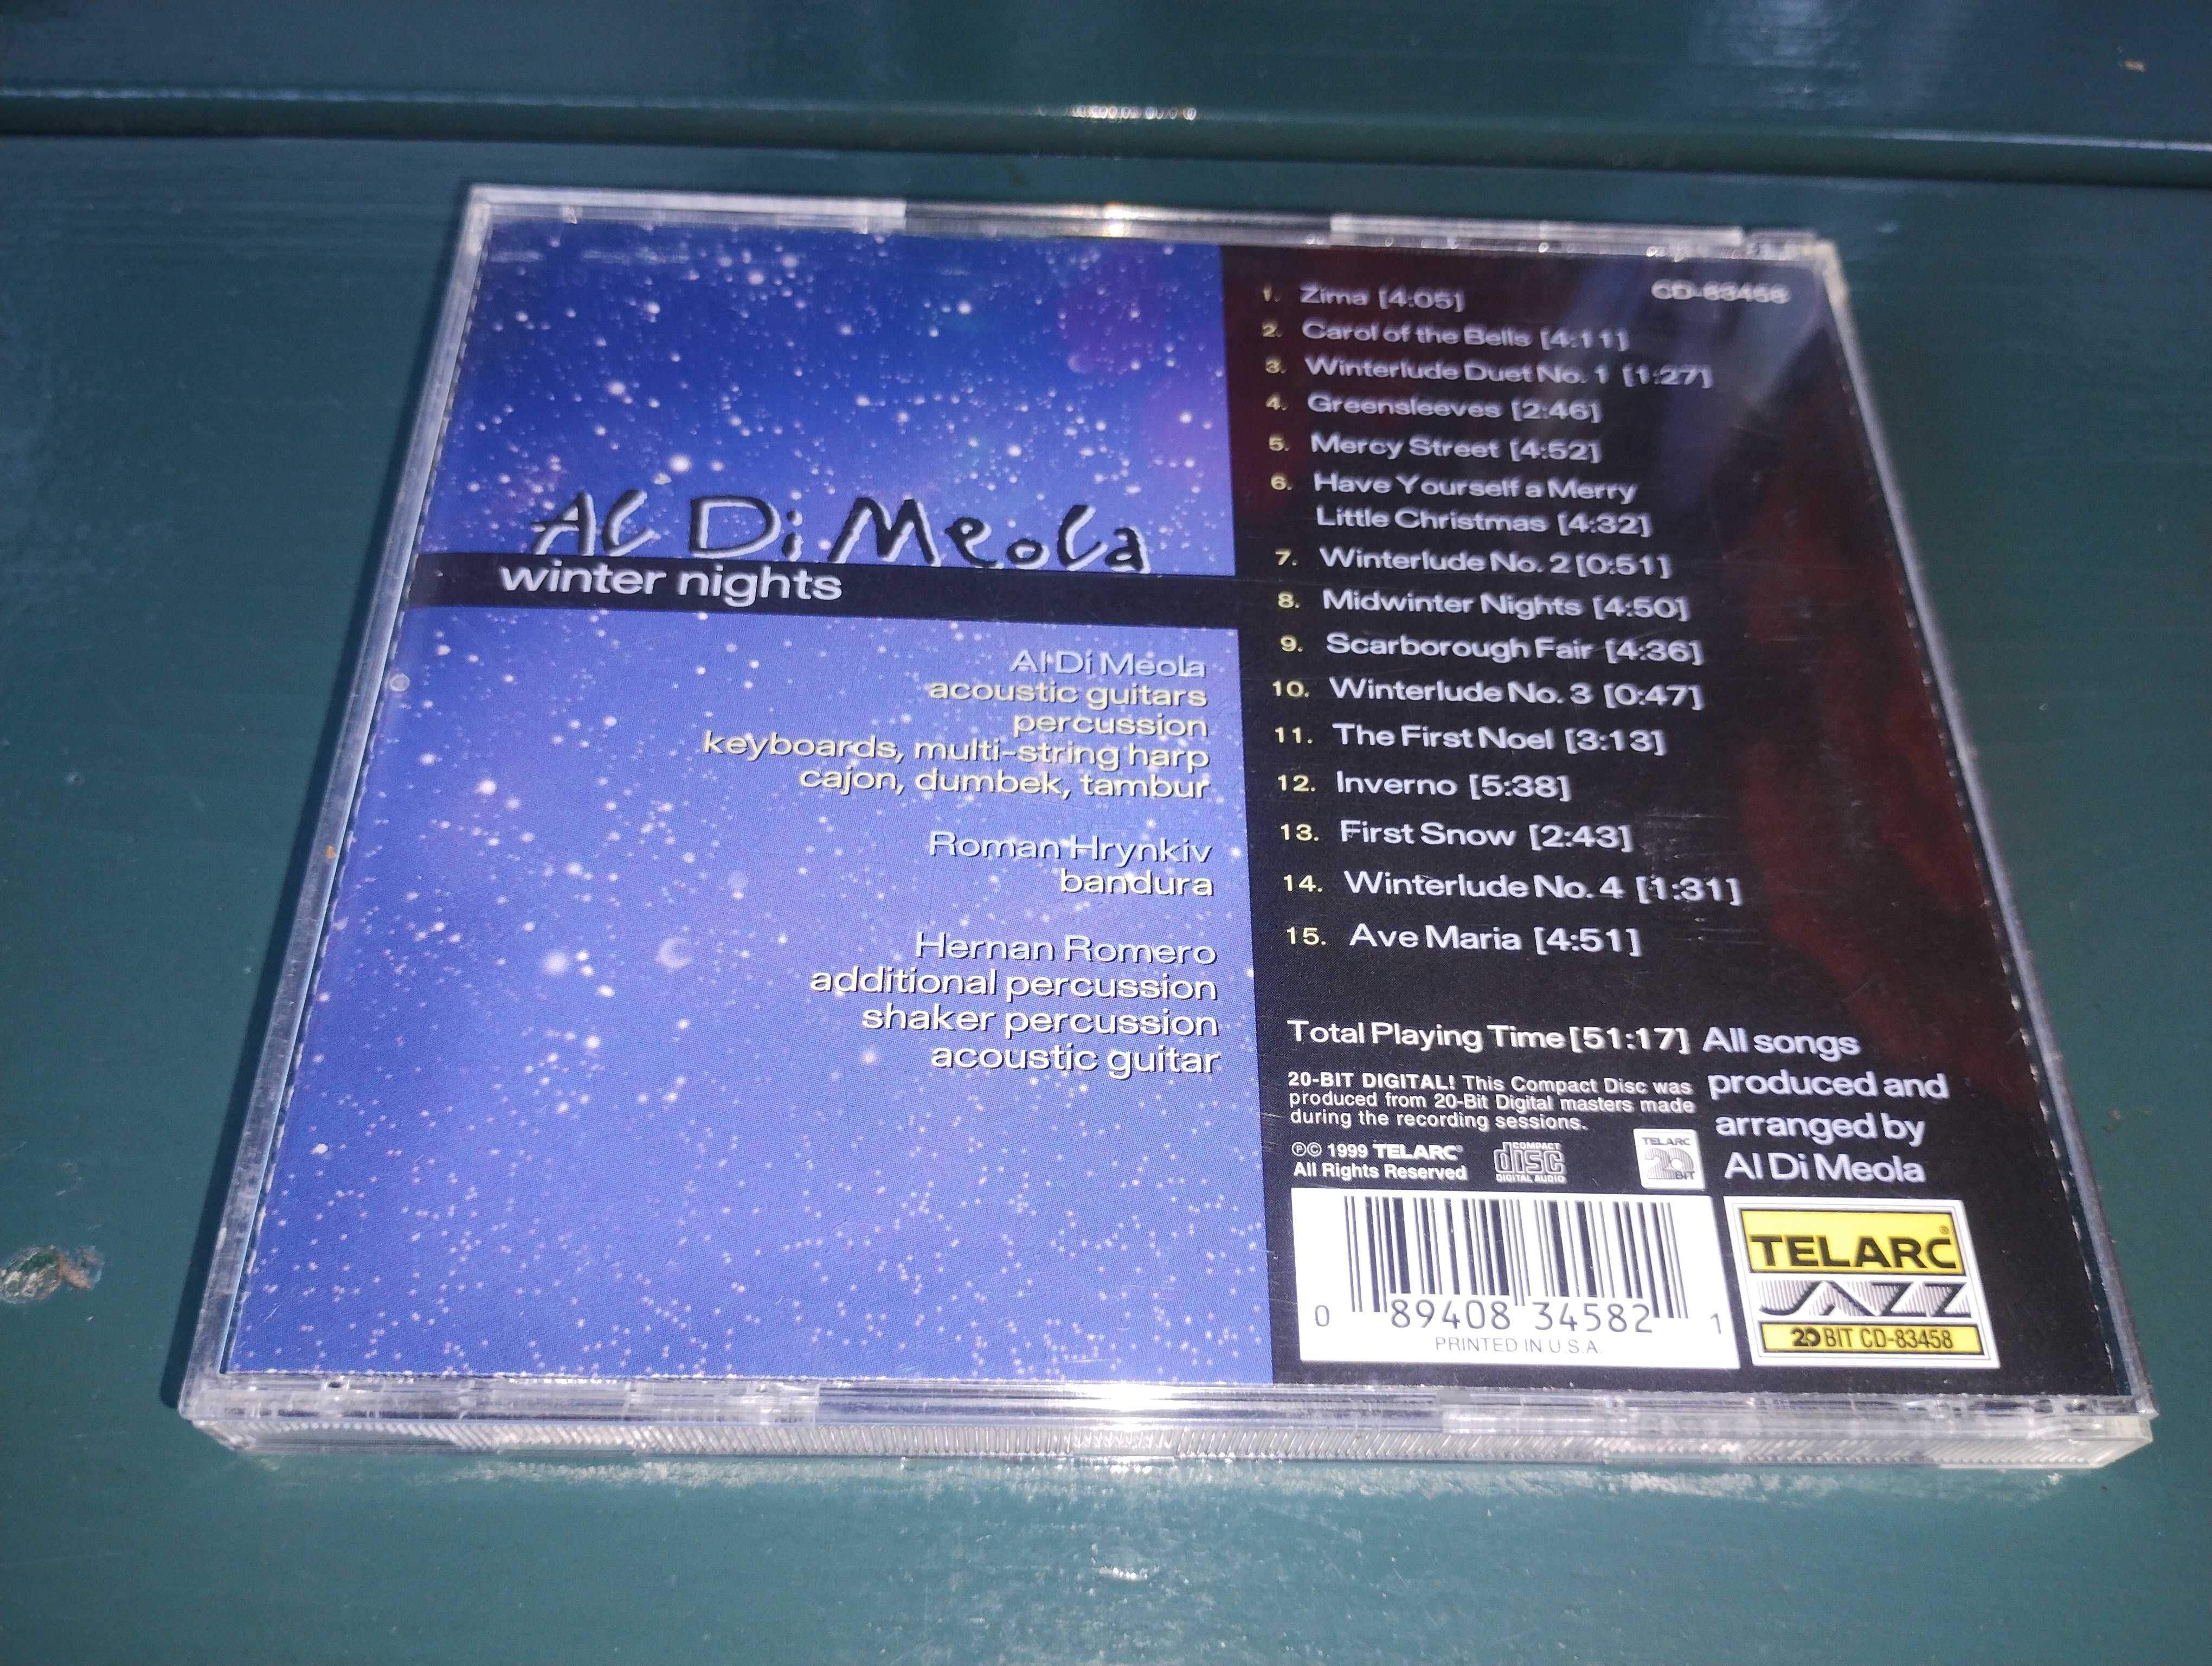 Al Di Meola
winter nights
Al Di Meola
acoustic guitars
percussion
keyboards, multi-string harp
cajon, dumbek, tambur
Roman Hrynkiv
bandura
Hernan Romero
additional percussion
shaker percussion
acoustic guitar
CD-83458
1. Zima [4:05]
2. Carol of the Bells [4:11]
3. Winterlude Duet No. 1 [1:27]
4. Greensleeves [2:46]
5. Mercy Street [4:52]
6. Have Yourself a Merry
Little Christmas [4:32]
7. Winterlude No. 2 [0:51]
8. Midwinter Nights [4:50]
9. Scarborough Fair [4:36]
10. Winterlude No. 3 [0:47]
11. The First Noel [3:13]
12. Inverno [5:38]
13. First Snow [2:43]
14. Winterlude No. 4 [1:31]
15. Ave Maria [4:51]
Total Playing Time [51:17]
All songs
produced and
arranged by
Al Di Meola
20-BIT DIGITAL! This Compact Disc was
produced from 20-Bit Digital masters made
during the recording sessions.
℗© 1999 TELARC®
All Rights Reserved
COMPACT
disc
DIGITAL AUDIO
TELARC
20
BIT
0 89408 34582 1
PRINTED IN U.S.A.
TELARC®
JAZZ
20 BIT CD-83458